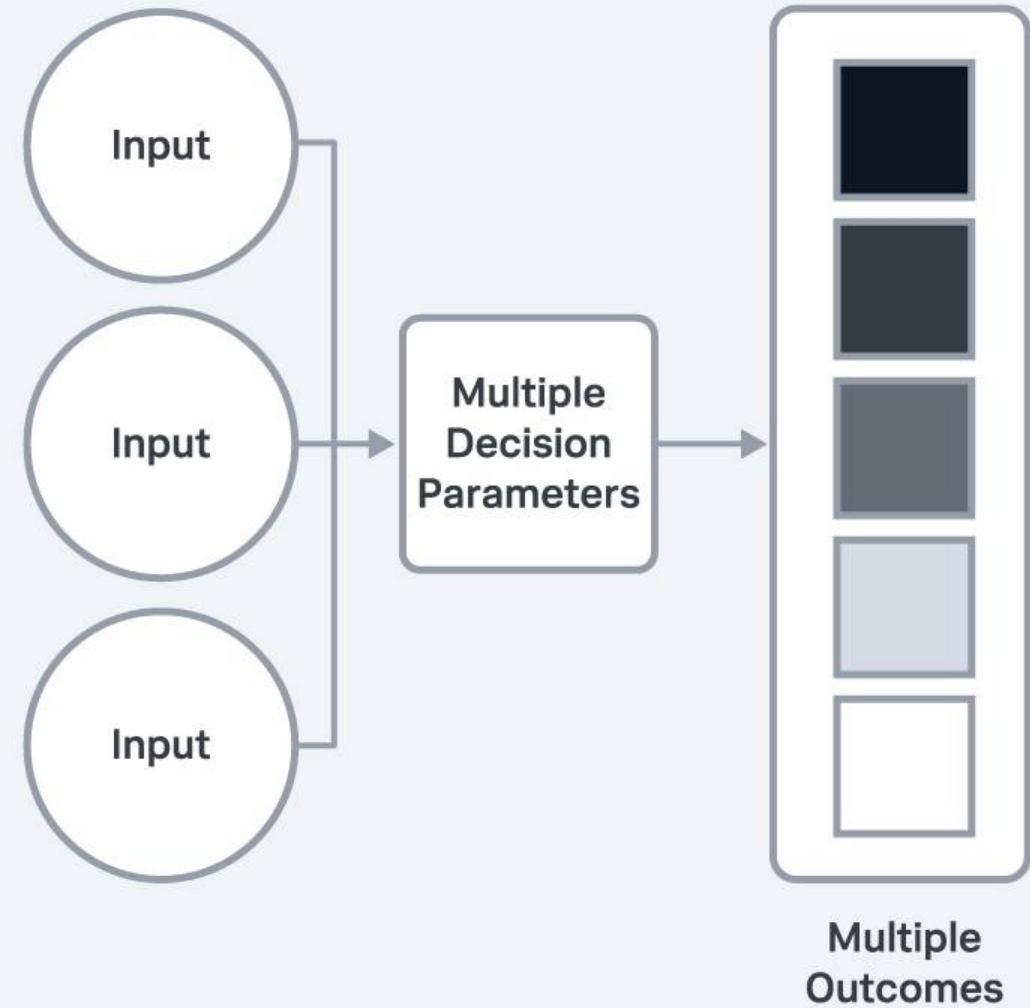 Input
Input
Input
Multiple
Decision
Parameters
Multiple
Outcomes